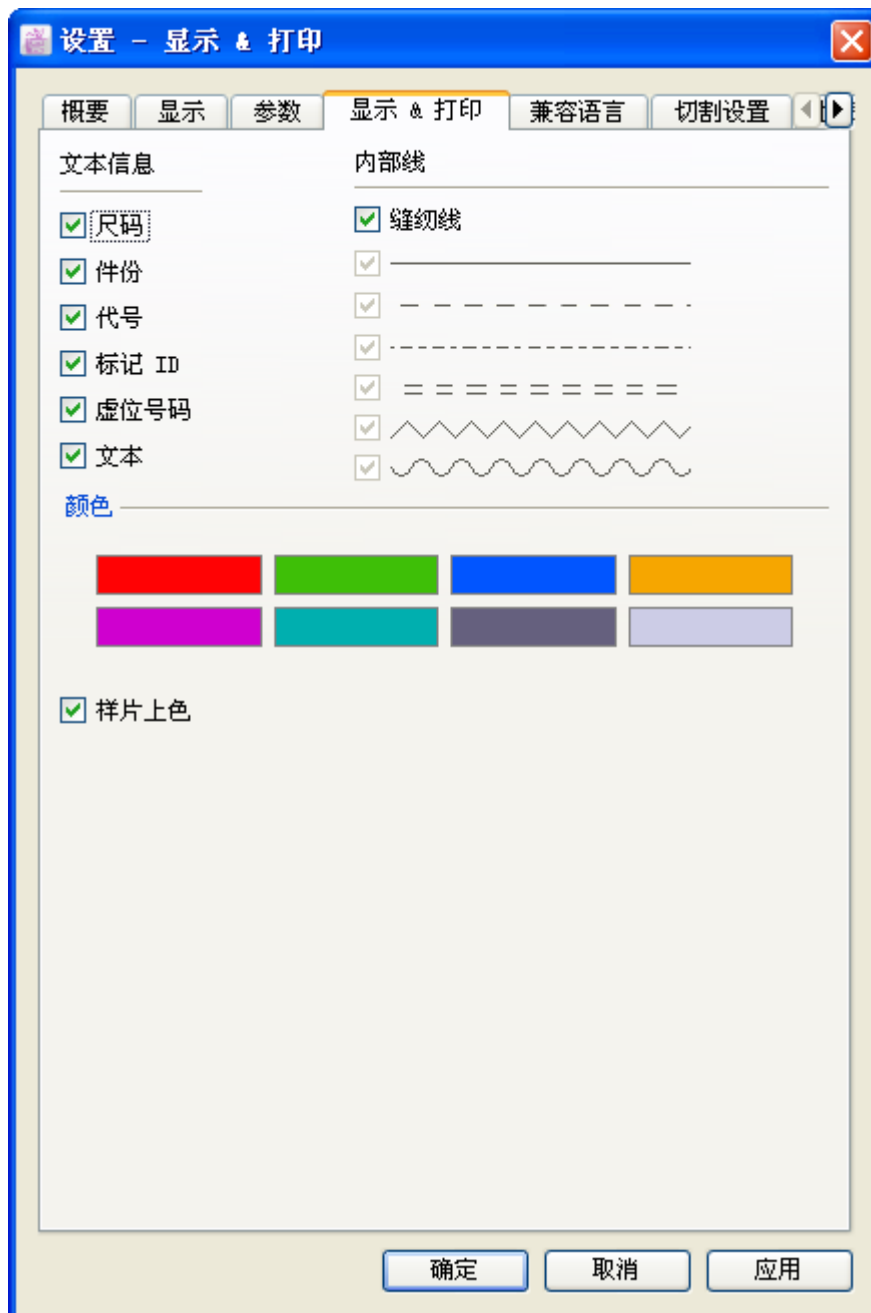 设置 - 显示 & 打印
概要 显示 参数 显示 & 打印 兼容语言 切割设置
文本信息
内部线
尺码
件份
代号
标记 ID
虚位号码
文本
缝纫线
颜色
样片上色
确定 取消 应用